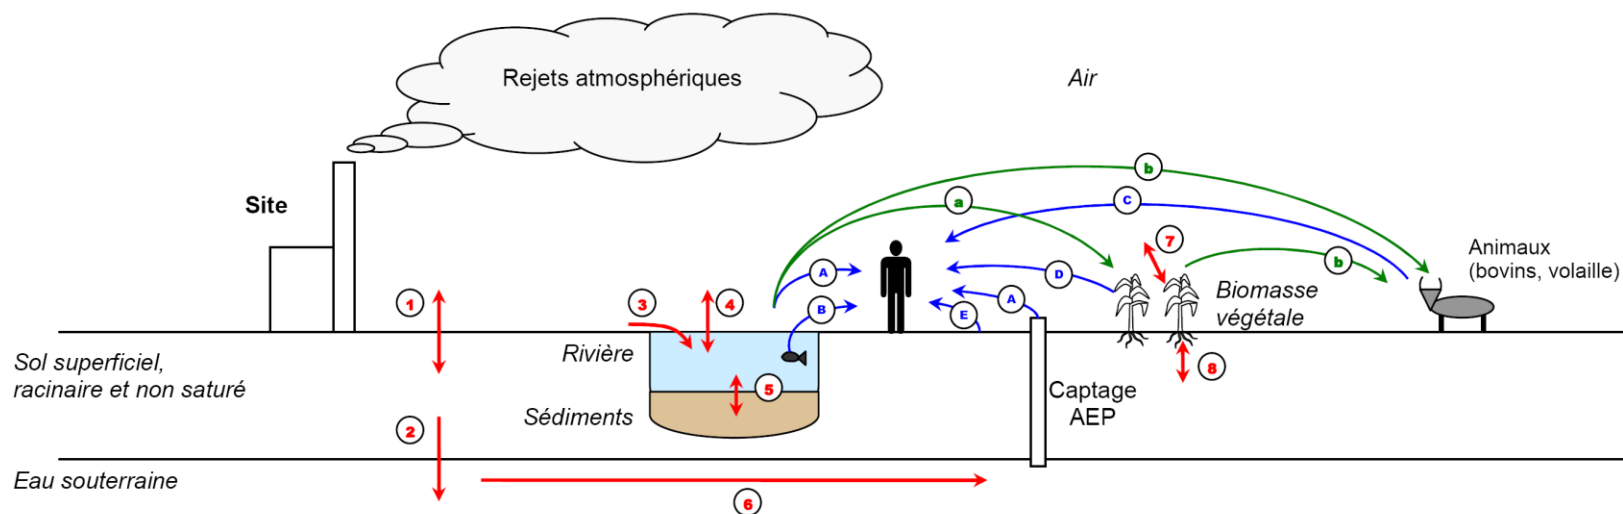 Rejets atmosphériques
Air
Site
b
a
C
7
b
Animaux
(bovins, volaille)
A
D
1
3
4
B
E
A
Biomasse
végétale
Rivière
Sol superficiel,
racinaire et non saturé
5
8
Captage
AEP
Sédiments
2
Eau souterraine
6